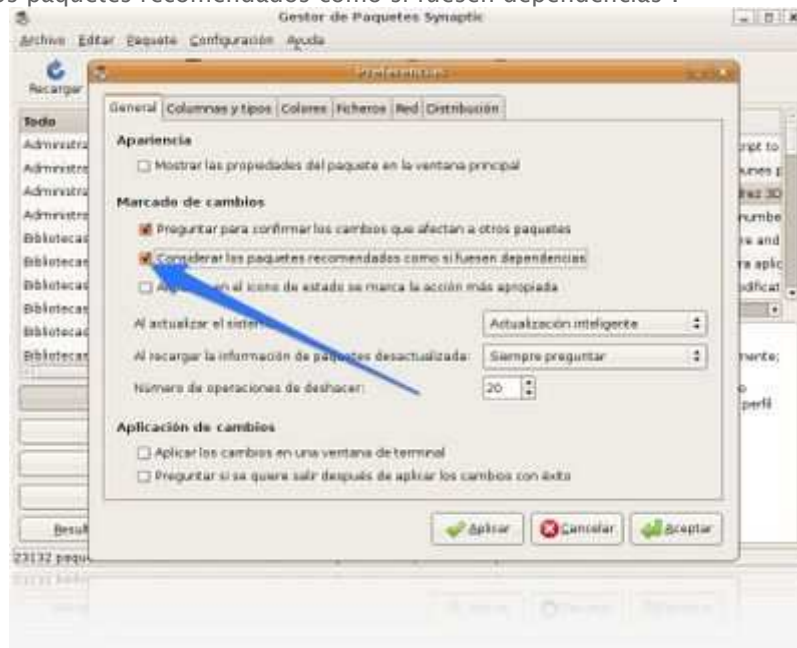 os paquetes recomendados como si fuesen dependencias".
Gestor de Paquetes Synaptic
Archivo Editar Paquete Configuración Ayuda
Recargar
Preferencias
General Columnas y tipos Colores Ficheros Red Distribución
Todo
Apariencia
Mostrar las propiedades del paquete en la ventana principal
Marcado de cambios
Preguntar para confirmar los cambios que afectan a otros paquetes
Considerar los paquetes recomendados como si fuesen dependencias
en el icono de estado se marca la acción más apropiada
Al actualizar el Actualización inteligente
Al recargar la información de paquetes desactualizada: Siempre preguntar
Número de operaciones de deshacer: 20
Aplicación de cambios
Aplicar los cambios en una ventana de terminal
Preguntar si se quiere salir después de aplicar los cambios con éxito
Aplicar Cancelar Aceptar
23132 paqu